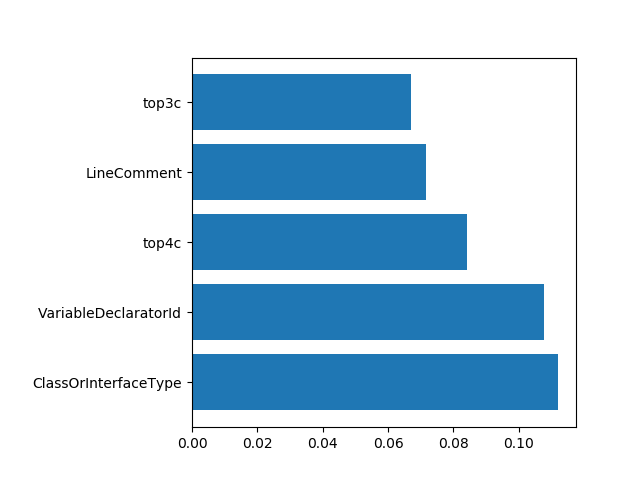 top3c
LineComment
top4c
VariableDeclaratorId
ClassOrInterfaceType
0.00 0.02 0.04 0.06 0.08 0.10